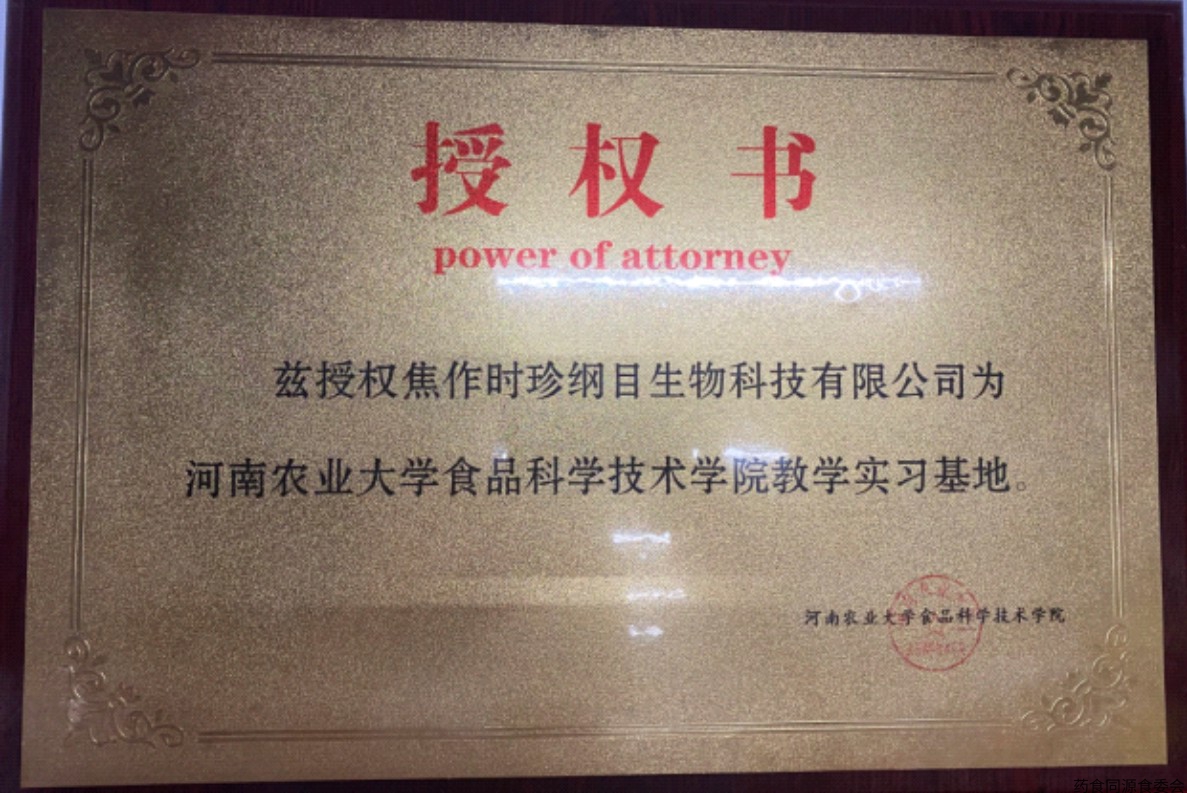 授权书
power of attorney
兹授权焦作时珍纲目生物科技有限公司为
河南农业大学食品科学技术学院教学实习基地。
河南农业大学食品科学技术学院
药食同源食委会